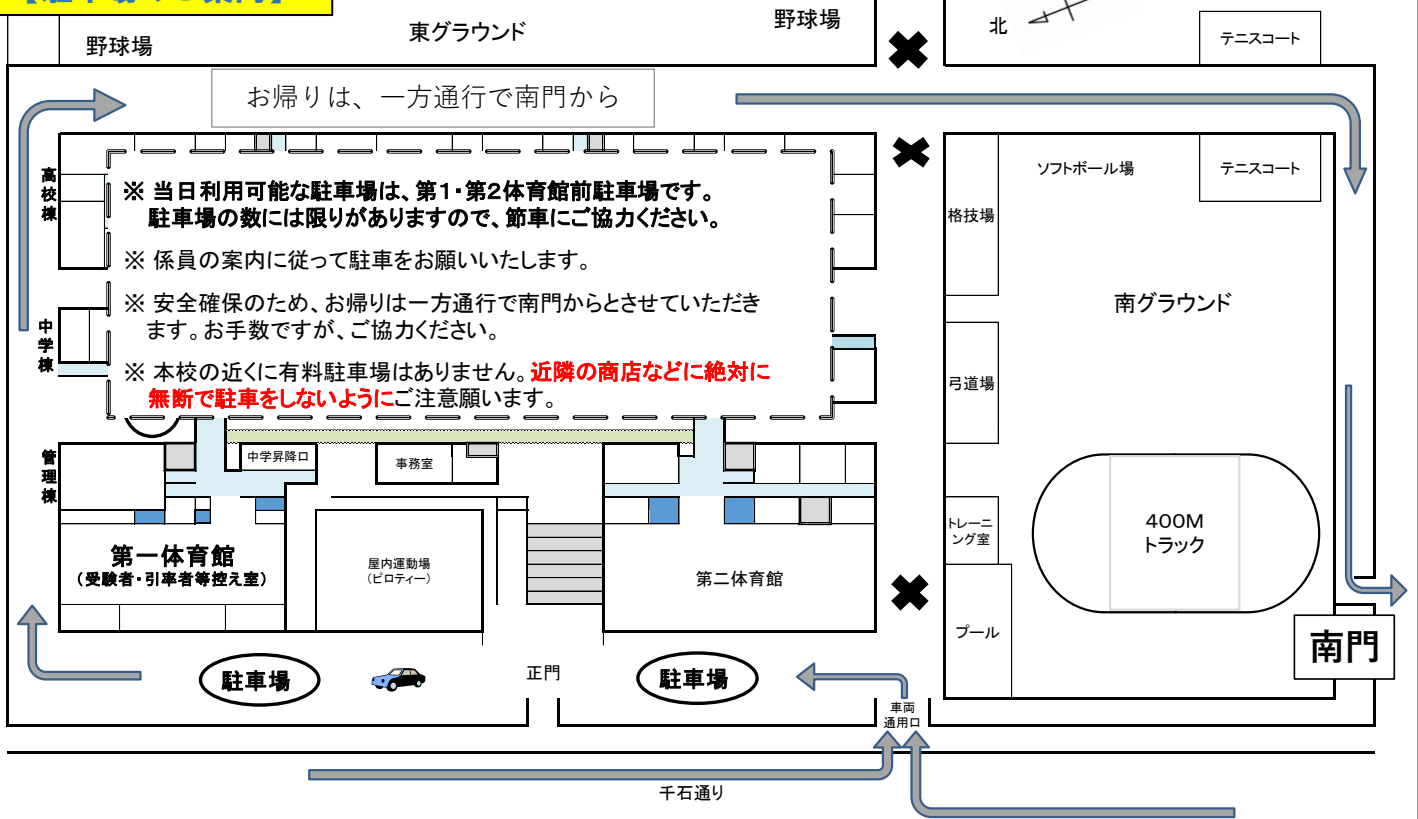 【駐車場のご案内】
野球場
東グラウンド
野球場
北
テニスコート
お帰りは、一方通行で南門から
高校棟
※ 当日利用可能な駐車場は、第1・第2体育館前駐車場です。
駐車場の数には限りがありますので、節車にご協力ください。
※ 係員の案内に従って駐車をお願いいたします。
※ 安全確保のため、お帰りは一方通行で南門からとさせていただき
ます。お手数ですが、ご協力ください。
※ 本校の近くに有料駐車場はありません。近隣の商店などに絶対に
無断で駐車をしないようにご注意願います。
ソフトボール場
テニスコート
格技場
南グラウンド
中学棟
弓道場
管理棟
中学昇降口
事務室
トレーニ
ング室
400M
トラック
第一体育館
(受験者・引率者等控え室)
屋内運動場
(ピロティー)
第二体育館
プール
南門
駐車場
正門
駐車場
車両
通用口
千石通り